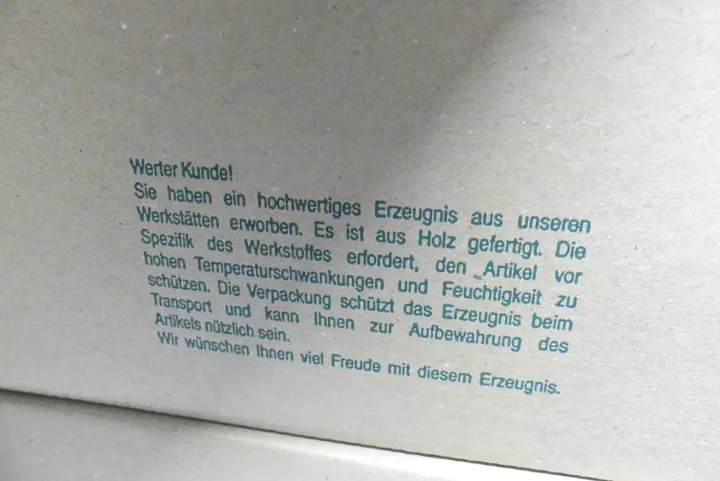 Werter Kunde!
Sie haben ein hochwertiges Erzeugnis aus unseren
Werkstätten erworben. Es ist aus Holz gefertigt. Die
Spezifik des Werkstoffes erfordert, den Artikel vor
hohen Temperaturschwankungen und Feuchtigkeit zu
schützen. Die Verpackung schützt das Erzeugnis beim
Transport und kann Ihnen zur Aufbewahrung des
Artikels nützlich sein.
Wir wünschen Ihnen viel Freude mit diesem Erzeugnis.